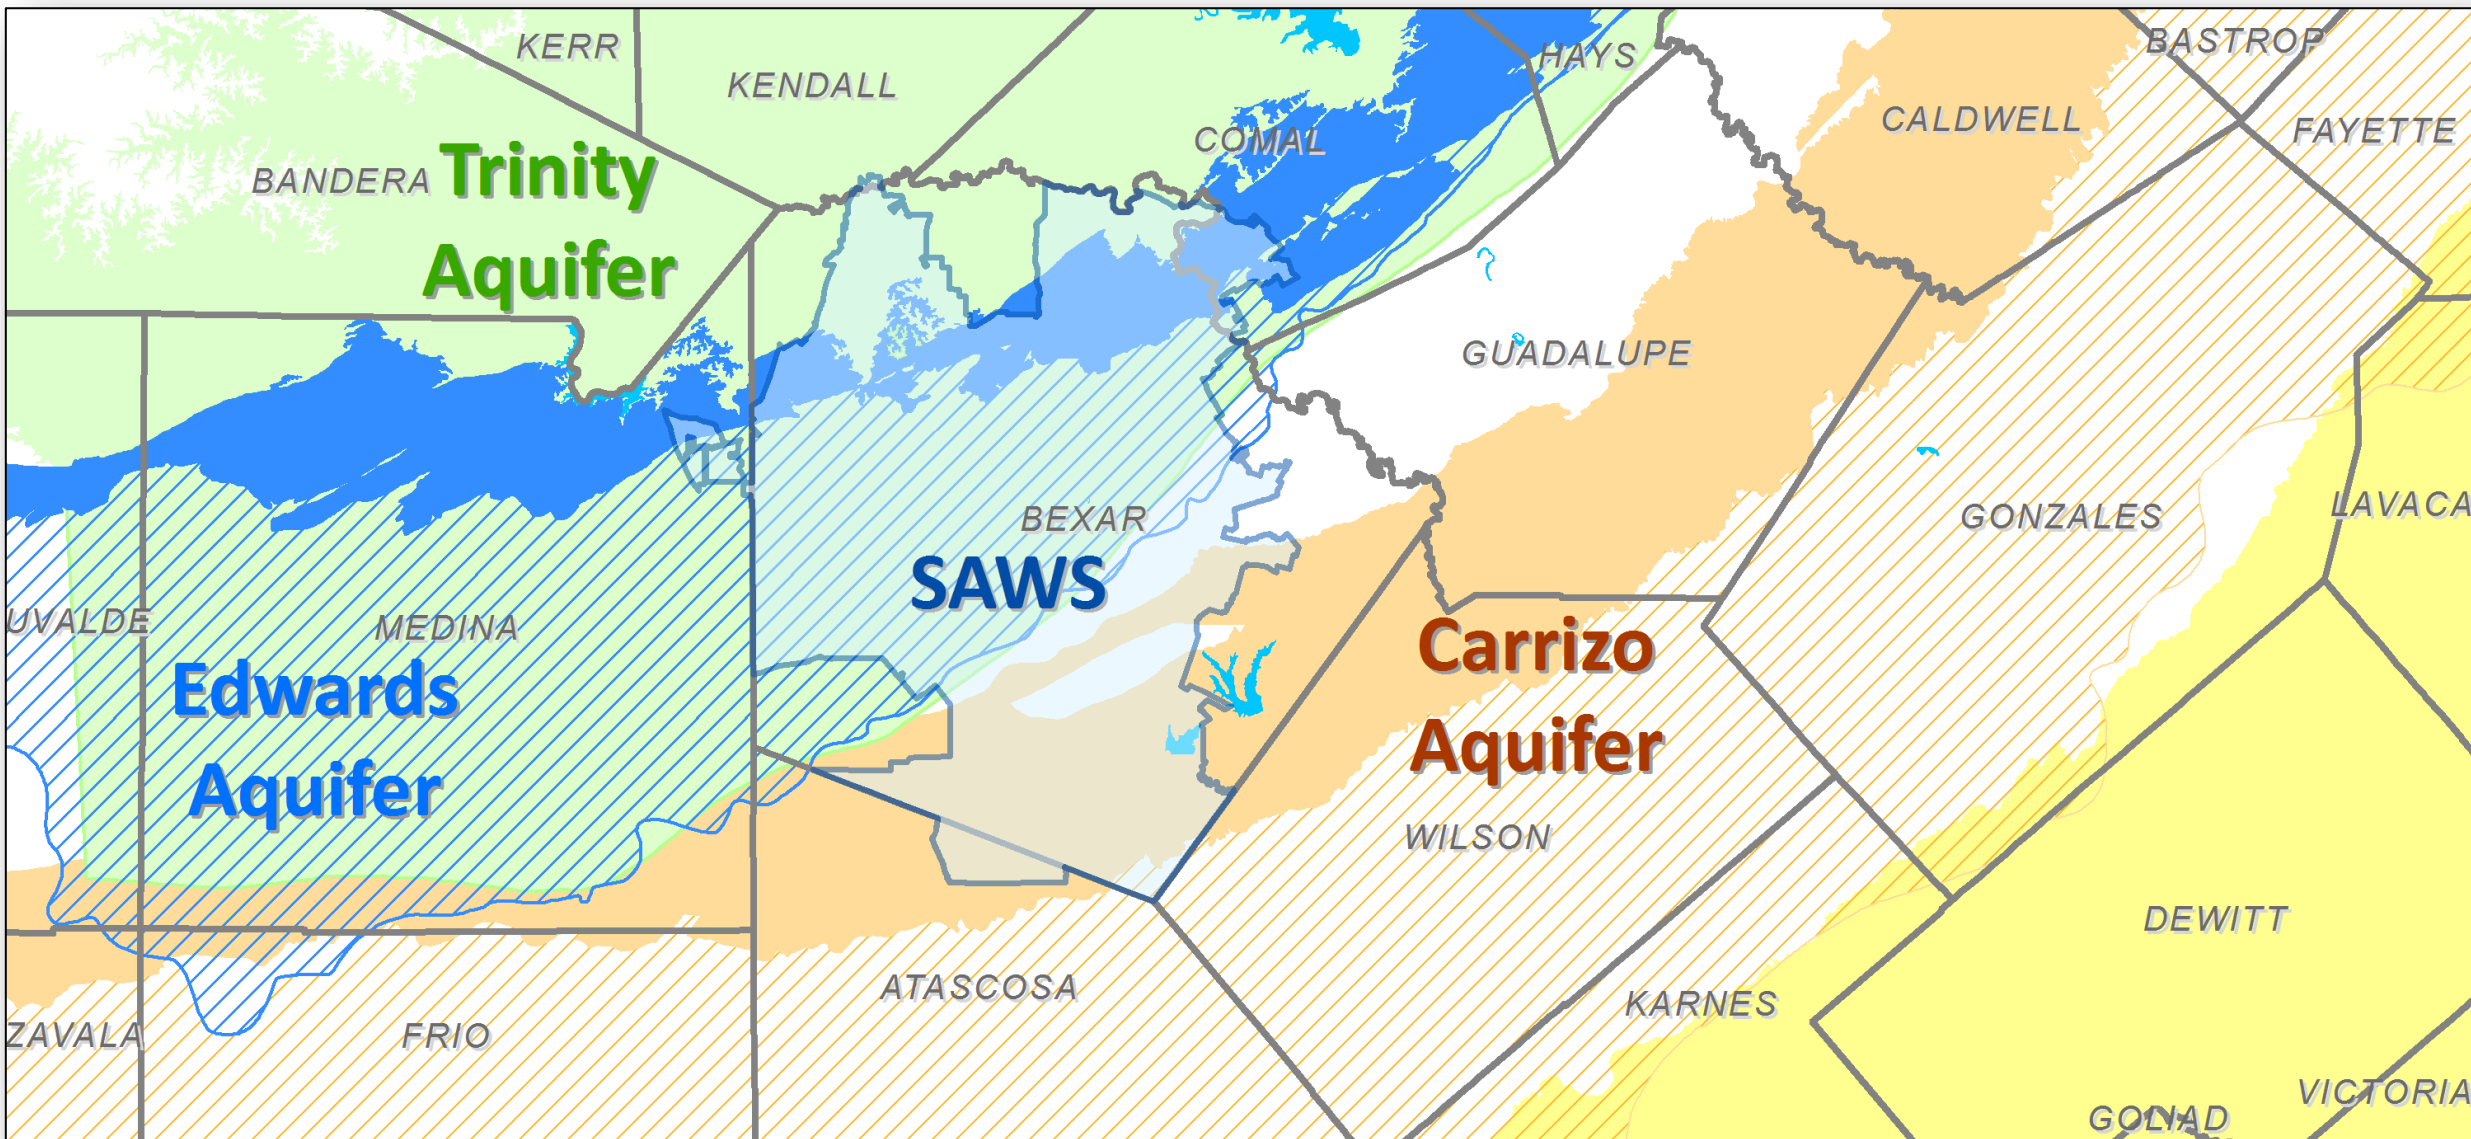 KERR
KENDALL
HAYS
BASTROP
COMAL
CALDWELL
FAYETTE
BANDERA
Trinity
Aquifer
GUADALUPE
BEXAR
SAWS
GONZALES
LAVACA
UVALDE
MEDINA
Edwards
Aquifer
Carrizo
Aquifer
WILSON
DEWITT
ATASCOSA
KARNES
ZAVALA
FRIO
VICTORIA
GOLIAD